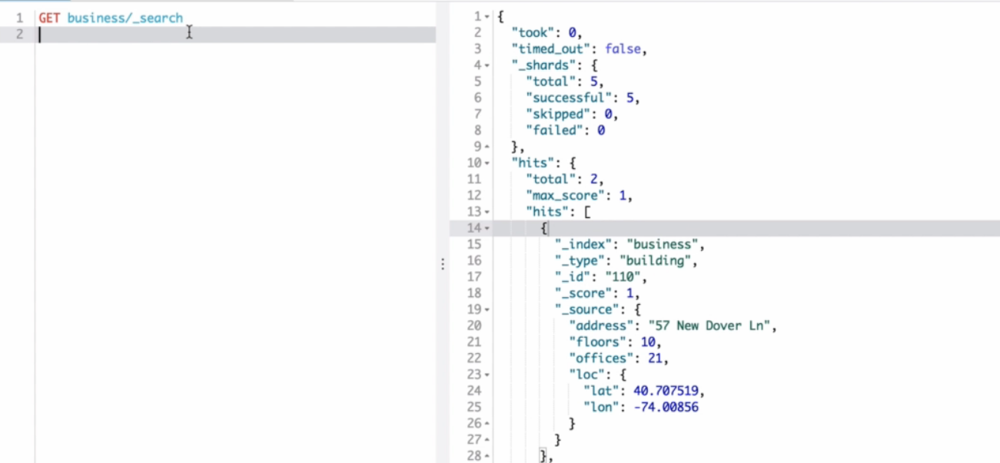 1 GET business/_search
2
1 {
2 "took": 0,
3 "timed_out": false,
4 "_shards": {
5 "total": 5,
6 "successful": 5,
7 "skipped": 0,
8 "failed": 0
9 },
10 "hits": {
11 "total": 2,
12 "max_score": 1,
13 "hits": [
14 {
15 "_index": "business",
16 "_type": "building",
17 "_id": "110",
18 "_score": 1,
19 "_source": {
20 "address": "57 New Dover Ln",
21 "floors": 10,
22 "offices": 21,
23 "loc": {
24 "lat": 40.707519,
25 "lon": -74.00856
26 }
27 }
28 },